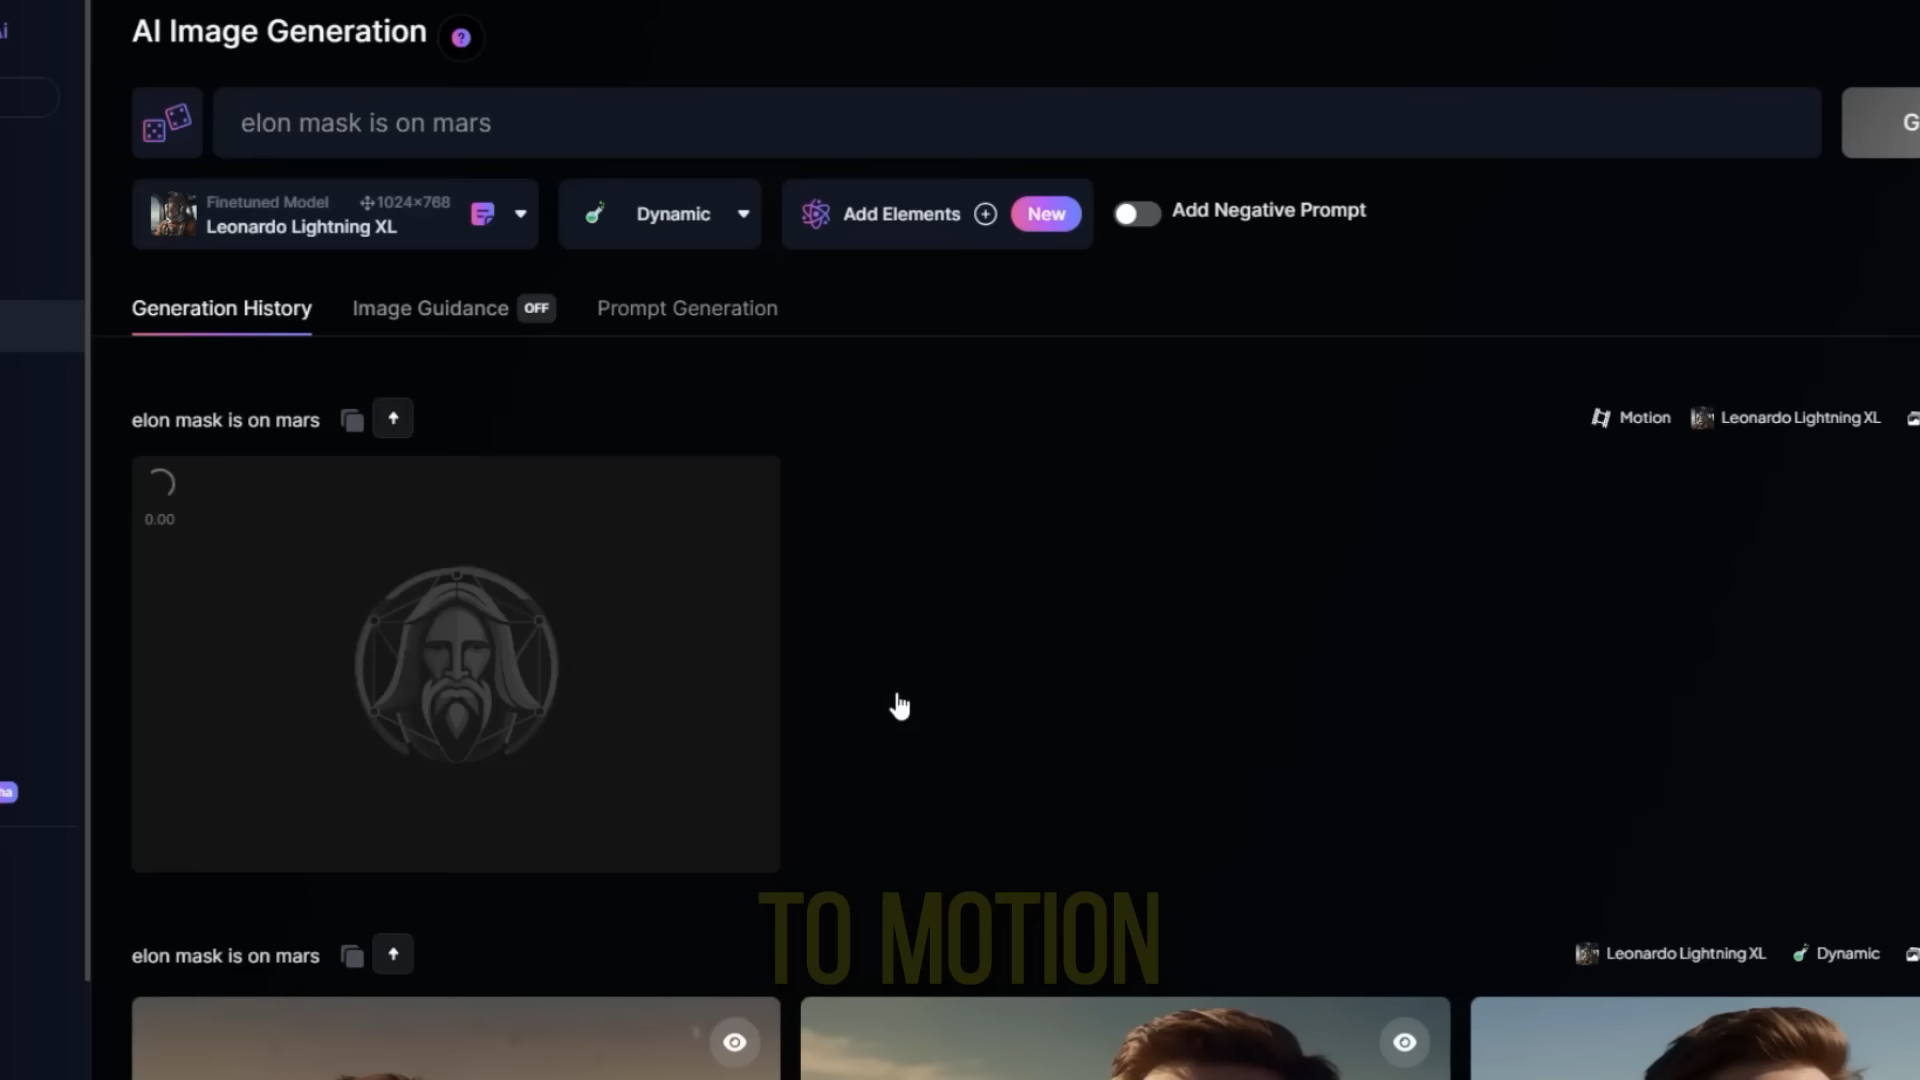 AI Image Generation
elon mask is on mars
Finetuned Model 1024×768
Leonardo Lightning XL
Dynamic
Add Elements
New
Add Negative Prompt
Generation History
Image Guidance OFF
Prompt Generation
elon mask is on mars
Motion
Leonardo Lightning XL
0.00
TO MOTION
elon mask is on mars
Leonardo Lightning XL
Dynamic